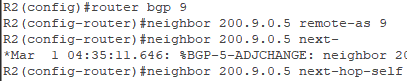 R2(config)#router bgp 9
R2(config-router)#neighbor 200.9.0.5 remote-as 9
R2(config-router)#neighbor 200.9.0.5 next-
*Mar  1 04:35:11.646: %BGP-5-ADJCHANGE: neighbor 20
R2(config-router)#neighbor 200.9.0.5 next-hop-self